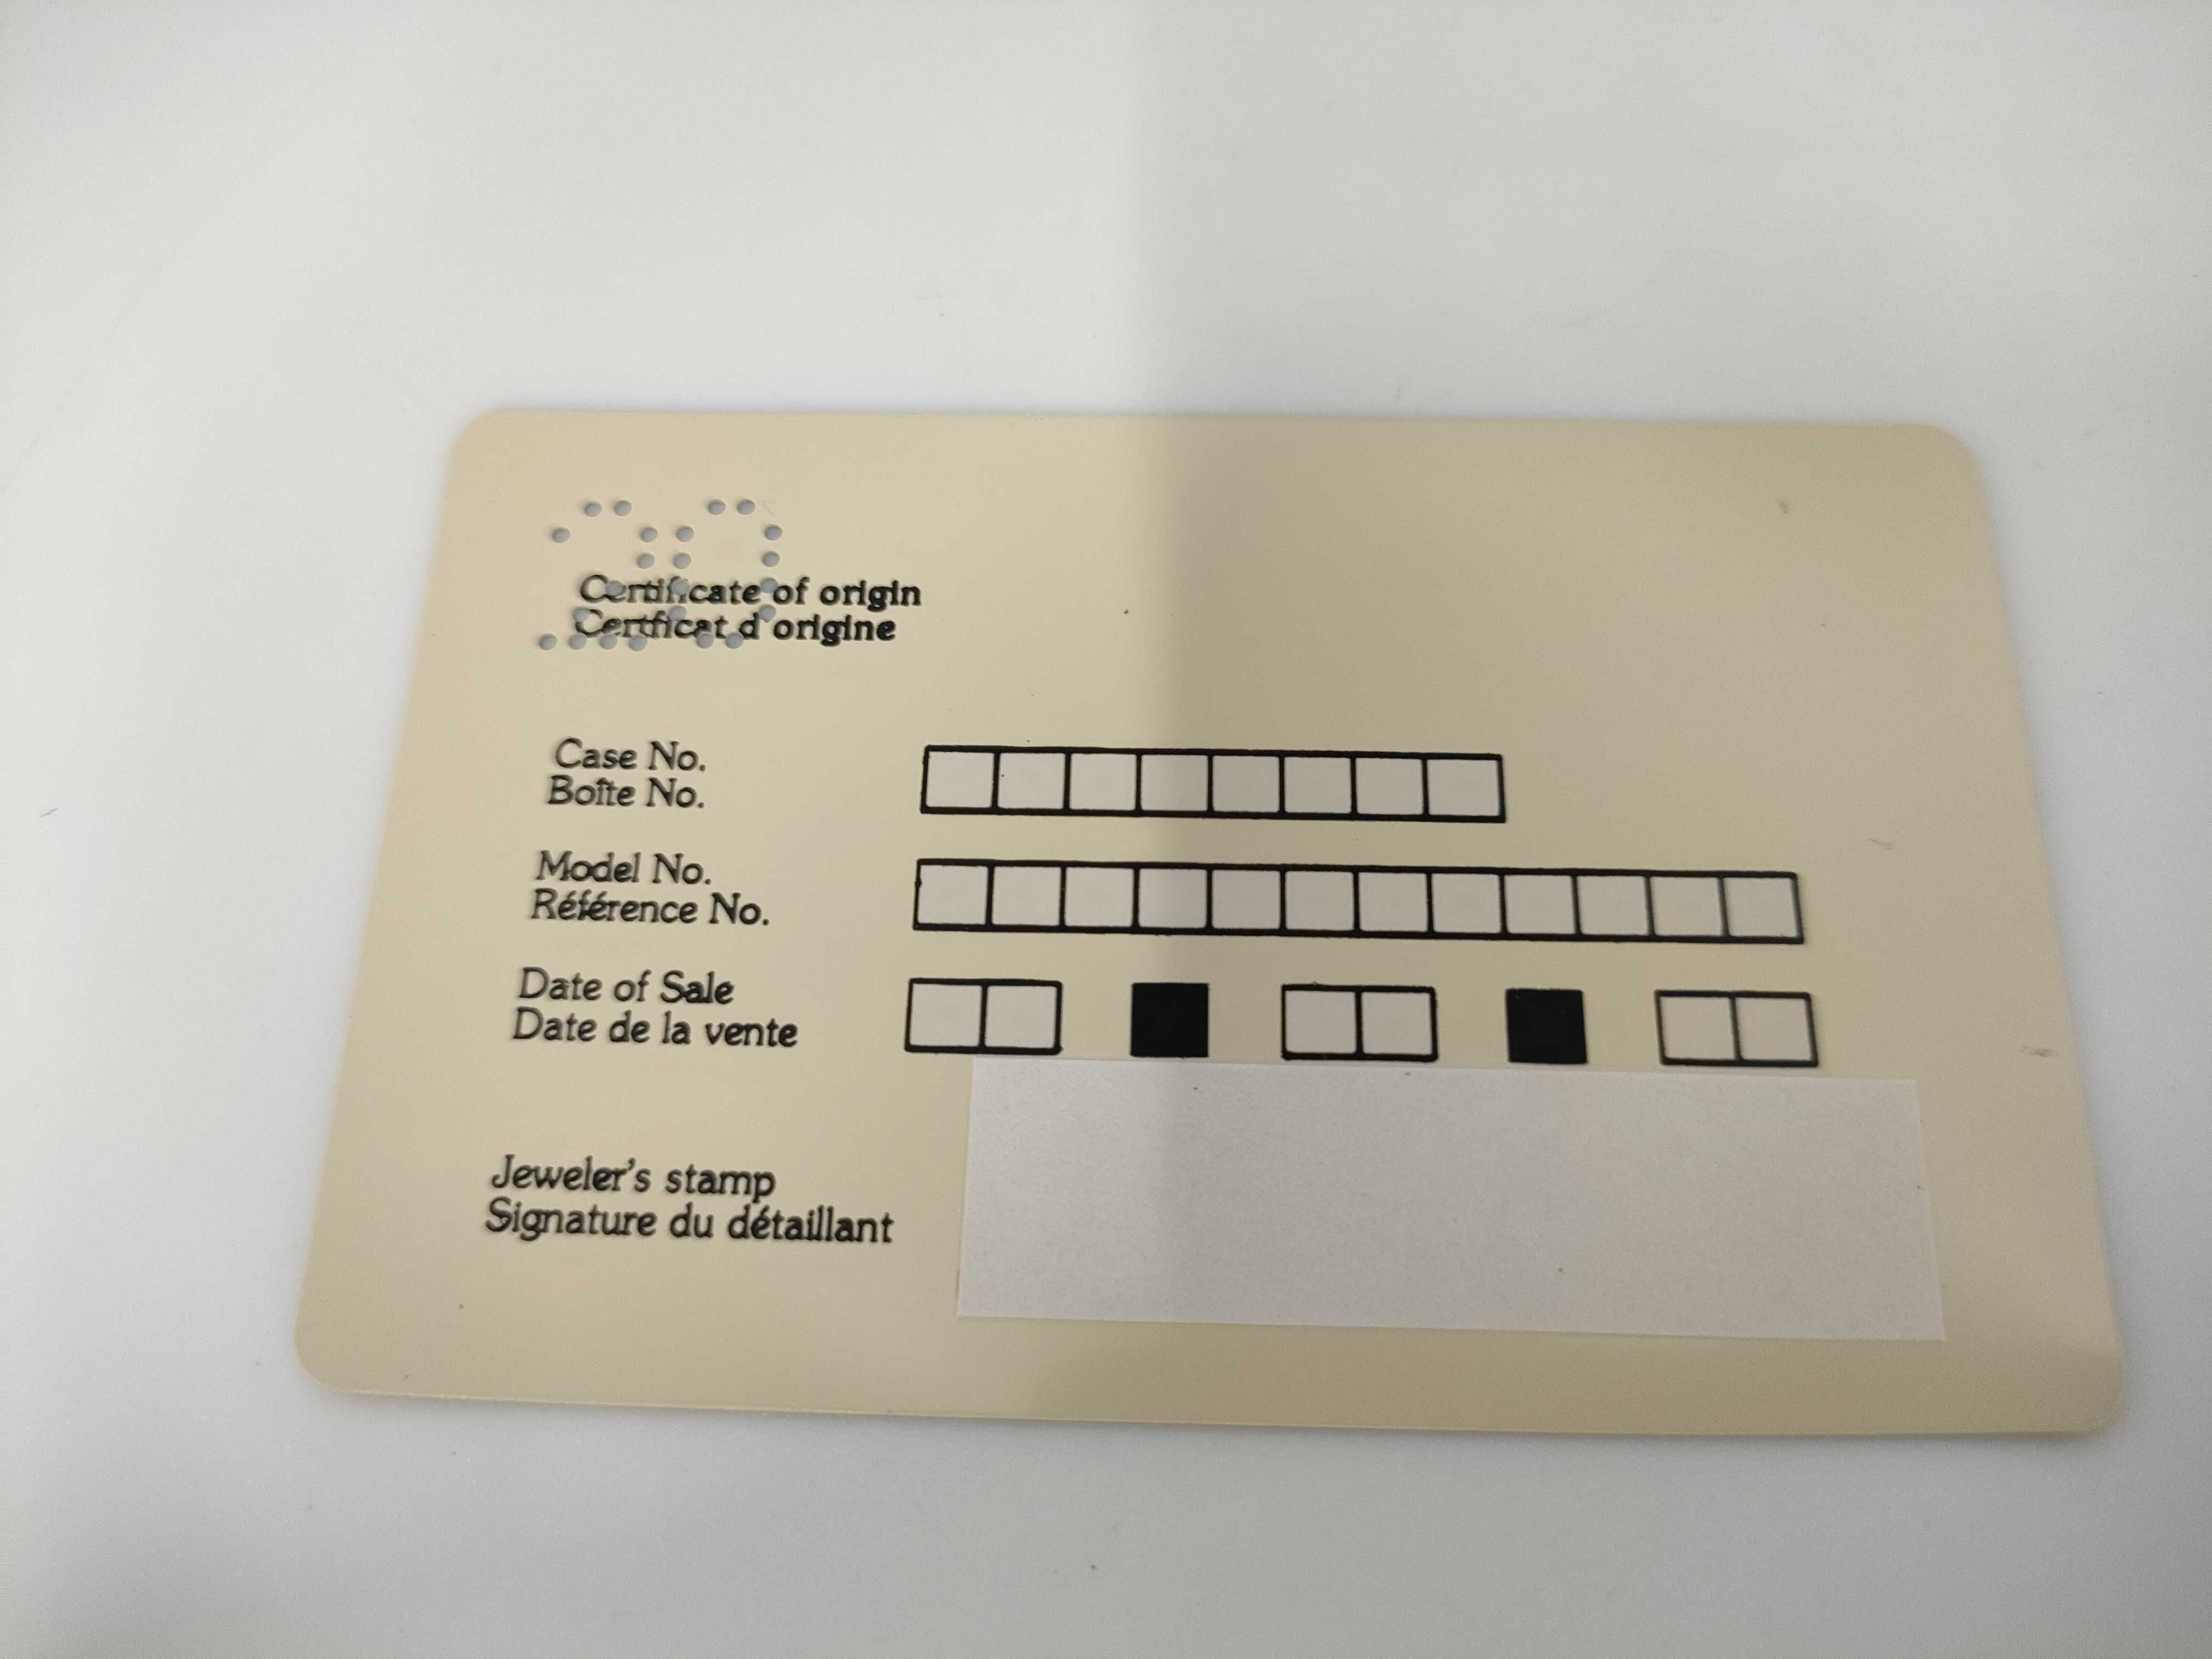 20
Certificate of origin
Certficat d'origine
Case No.
Boîte No.
Model No.
Référence No.
Date of Sale
Date de la vente
Jeweler's stamp
Signature du détaillant